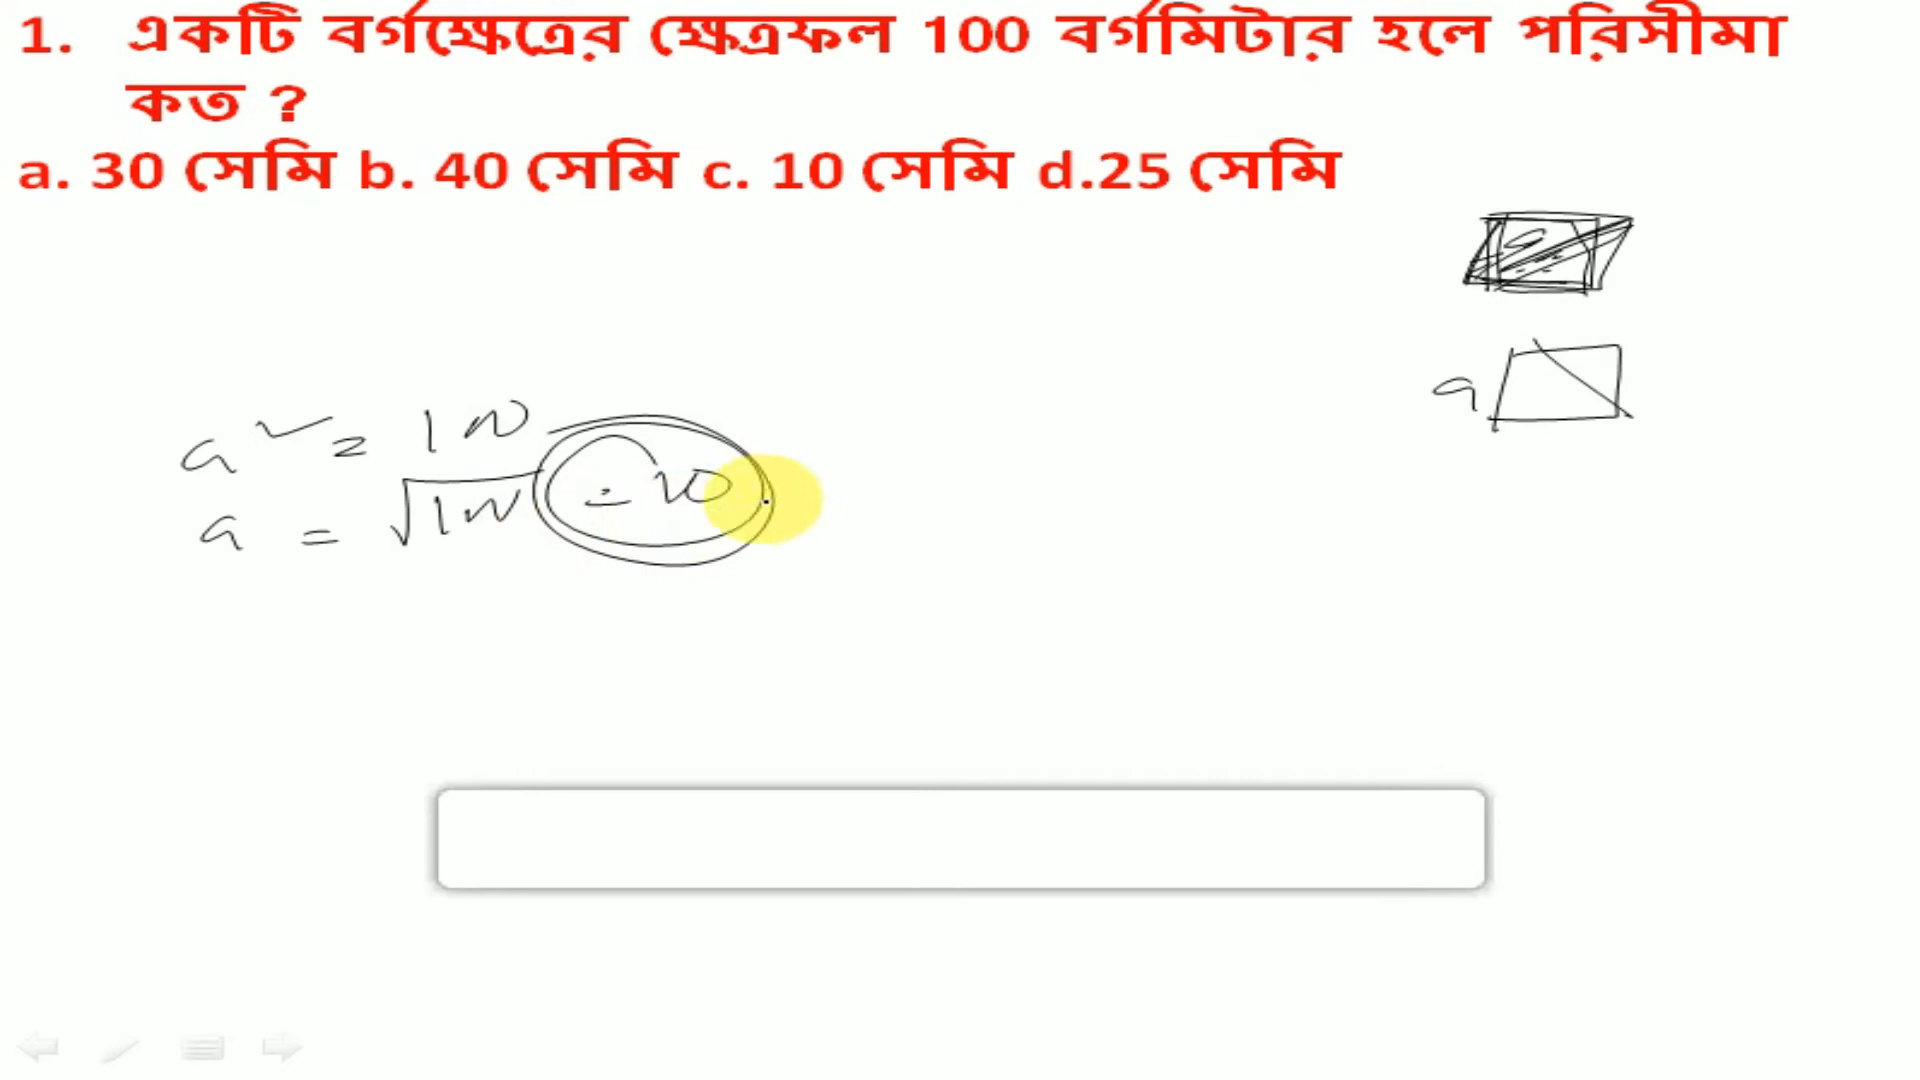 1. একটি বর্গক্ষেত্রের ক্ষেত্রফল 100 বর্গমিটার হলে পরিসীমা
কত ?
a. 30 সেমি b. 40 সেমি c. 10 সেমি d.25 সেমি
a
a
a² = 100
a = √100 = 10